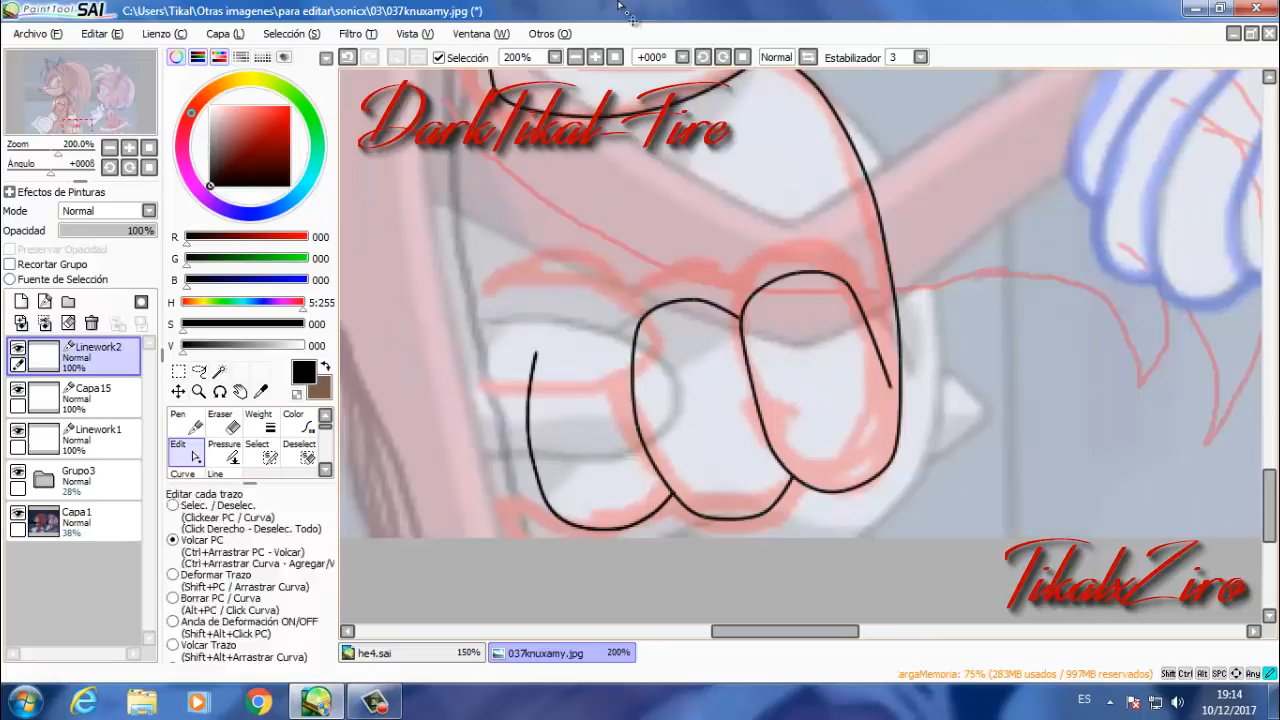 PaintTool SAI C:\Users\Tikal\Otras imagenes\para editar\sonicx\03\037knuxamy.jpg (*)
Archivo (F) Editar (E) Lienzo (C) Capa (L) Selección (S) Filtro (T) Vista (V) Ventana (W) Otros (O)
Selección 200% +000º Normal Estabilizador 3
DarkTikal-Fire
Zoom 200.0%
Ángulo +0006
Efectos de Pinturas
Modo Normal
Opacidad 100%
Preservar Opacidad
Recortar Grupo
Fuente de Selección
Linework2
Normal
100%
Capa15
Normal
100%
Linework1
Normal
100%
Grupo3
Normal
28%
Capa1
Normal
38%
R 000
G 000
B 000
H 5:255
S 000
V 000
Pen Eraser Weight Color
Edit Pressure Select Deselect
Curve Line
Editar cada trazo
Selec. / Deselec.
(Clickear PC / Curva)
(Click Derecho - Deselec. Todo)
Volcar PC
(Ctrl+Arrastrar PC - Volcar)
(Ctrl+Arrastrar Curva - Agregar/V
Deformar Trazo
(Shift+PC / Arrastrar Curva)
Borrar PC / Curva
(Alt+PC / Click Curva)
Ancla de Deformación ON/OFF
(Shift+Alt+Click PC)
Volcar Trazo
(Shift+Alt+Arrastrar Curva)
TikalxZiro
he4.sai 150% 037knuxamy.jpg 200%
argaMemoria: 75% (283MB usados / 997MB reservados) Shift Ctrl Alt SPC Any
ES 19:14
10/12/2017